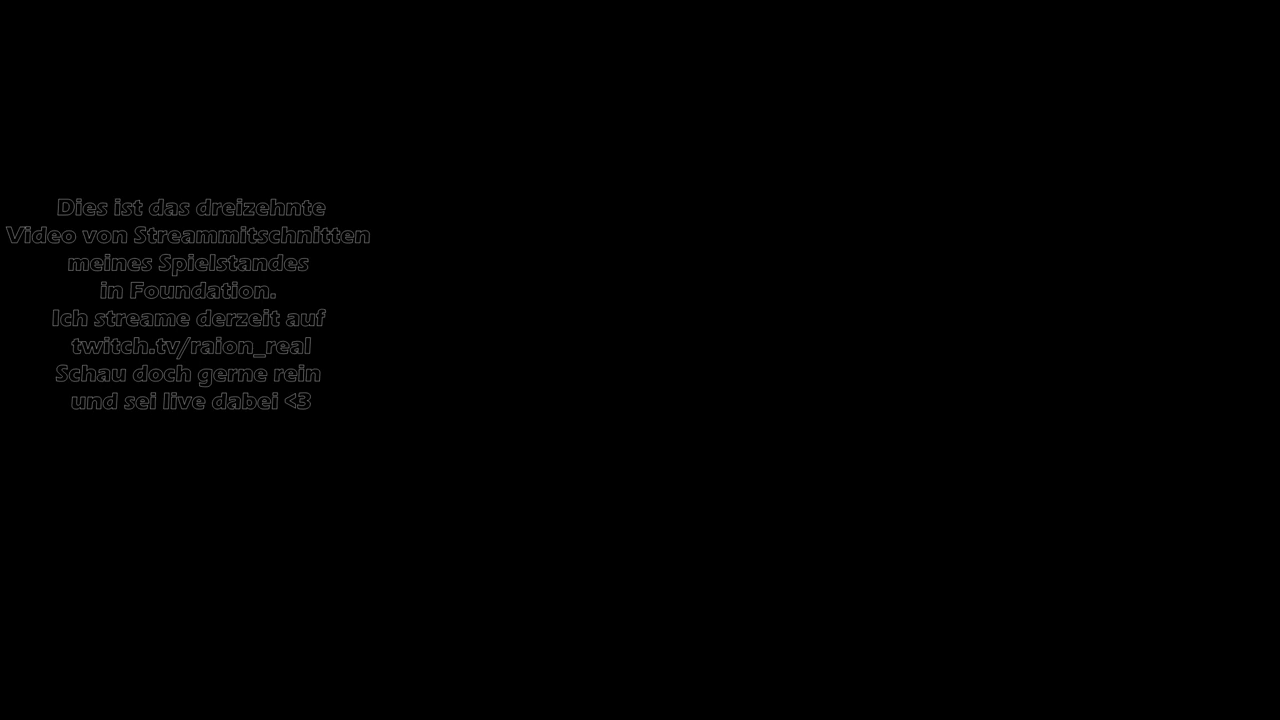 Dies ist das dreizehnte
Video von Streammitschnitten
meines Spielstandes
in Foundation.
Ich streame derzeit auf
twitch.tv/raion_real
Schau doch gerne rein
und sei live dabei <3